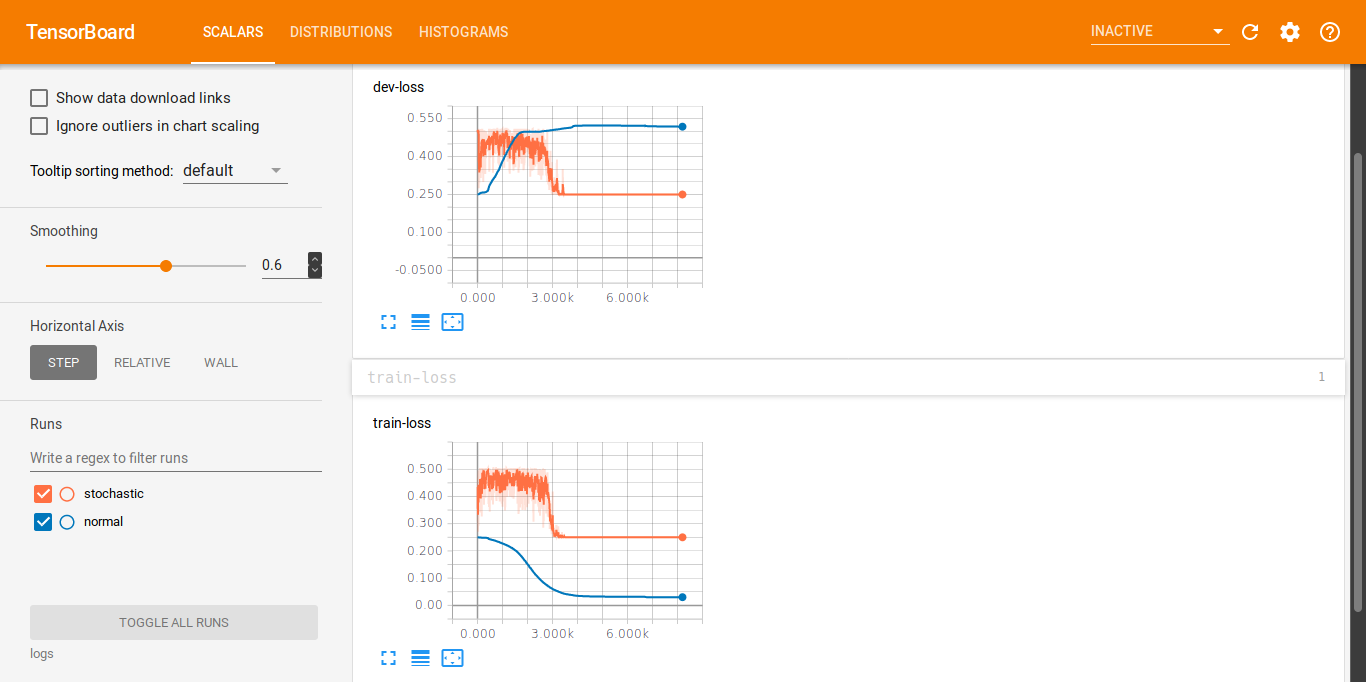 TensorBoard SCALARS DISTRIBUTIONS HISTOGRAMS INACTIVE
Show data download links
Ignore outliers in chart scaling
Tooltip sorting method: default
Smoothing
0.6
Horizontal Axis
STEP RELATIVE WALL
Runs
Write a regex to filter runs
stochastic
normal
TOGGLE ALL RUNS
logs
dev-loss
0.550
0.400
0.250
0.100
-0.0500
0.000 3.000k 6.000k
train-loss 1
train-loss
0.500
0.400
0.300
0.200
0.100
0.00
0.000 3.000k 6.000k